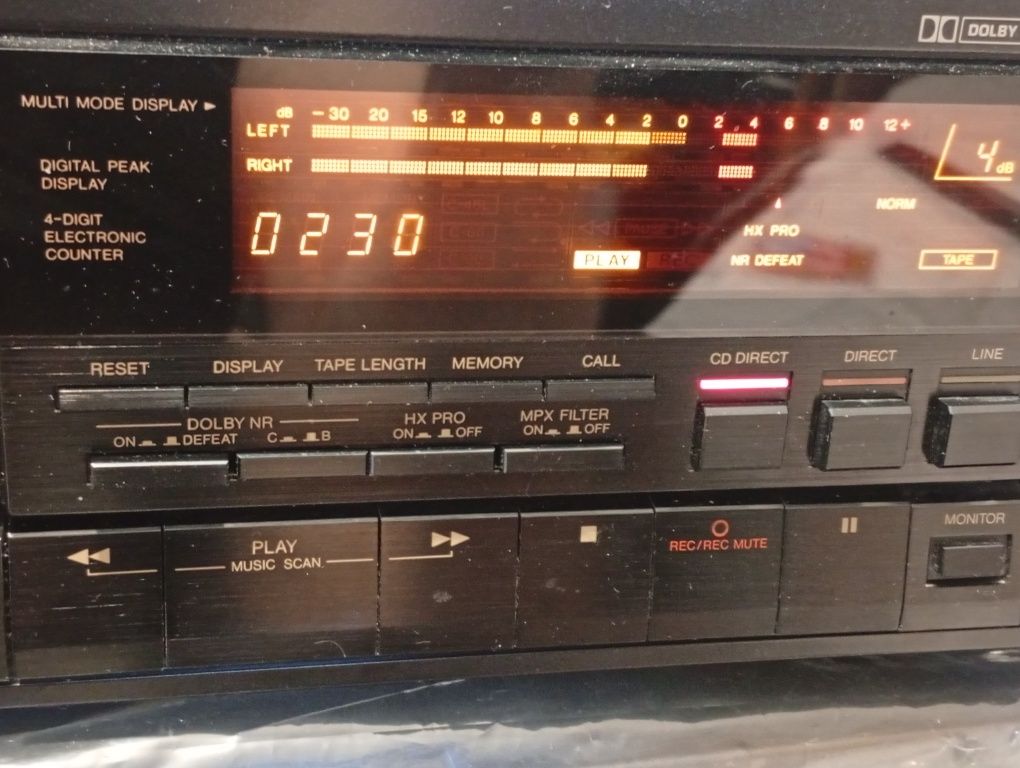 DOLBY
MULTI MODE DISPLAY
dB -30 20 15 12 10 8 6 4 2 0 2 4 6 8 10 12+
LEFT
4 dB
DIGITAL PEAK
DISPLAY
RIGHT
NORM
4-DIGIT
ELECTRONIC
COUNTER
0230
HX PRO
PLAY
NR DEFEAT
TAPE
RESET DISPLAY TAPE LENGTH MEMORY CALL CD DIRECT DIRECT LINE
DOLBY NR HX PRO MPX FILTER
ON DEFEAT C B ON OFF ON OFF
PLAY
MUSIC SCAN
REC/REC MUTE
MONITOR